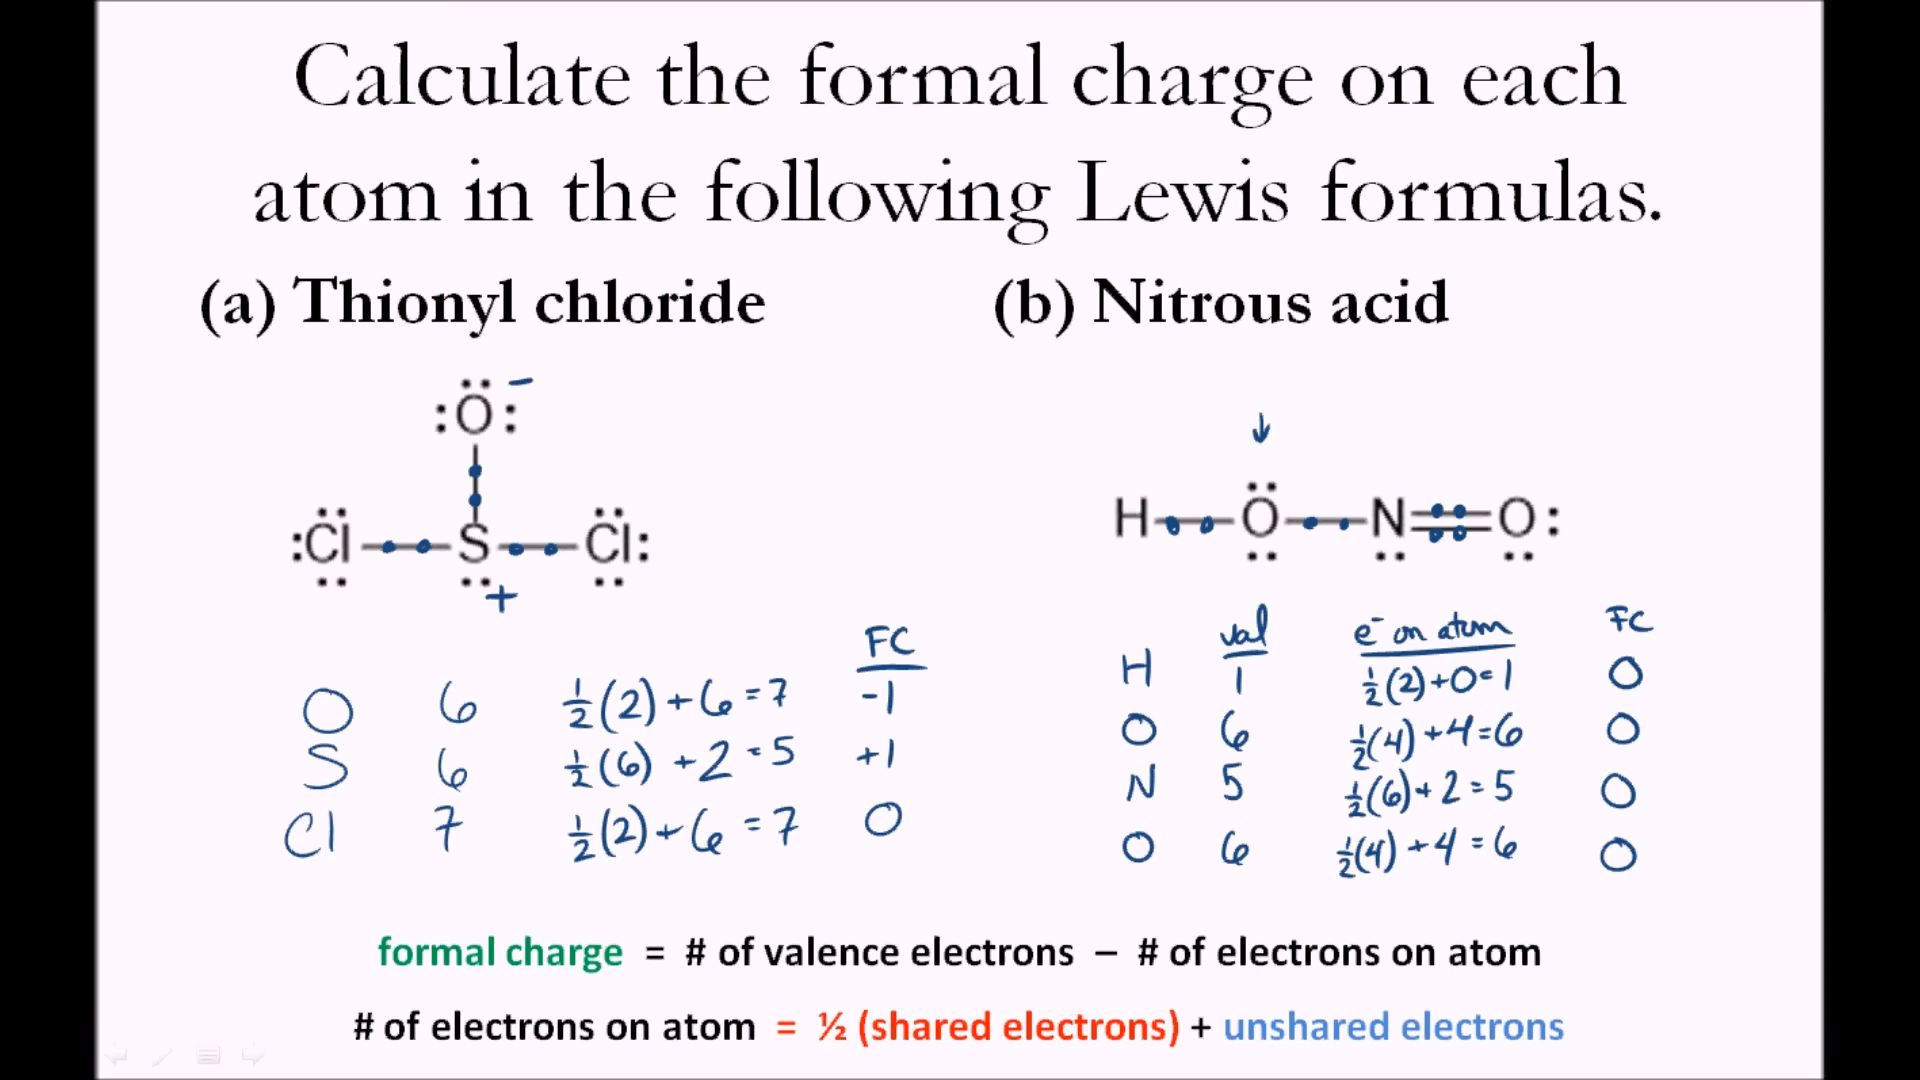 Calculate the formal charge on each
atom in the following Lewis formulas.
(a) Thionyl chloride
(b) Nitrous acid
:Ö: −
:Cl — S — Cl:
+
H — O — N = O:
FC
O 6 ½(2) + 6 = 7 -1
S 6 ½(6) + 2 = 5 +1
Cl 7 ½(2) + 6 = 7 0
val e⁻ on atom FC
H 1 ½(2) + 0 = 1 0
O 6 ½(4) + 4 = 6 0
N 5 ½(6) + 2 = 5 0
O 6 ½(4) + 4 = 6 0
formal charge = # of valence electrons – # of electrons on atom
# of electrons on atom = ½ (shared electrons) + unshared electrons